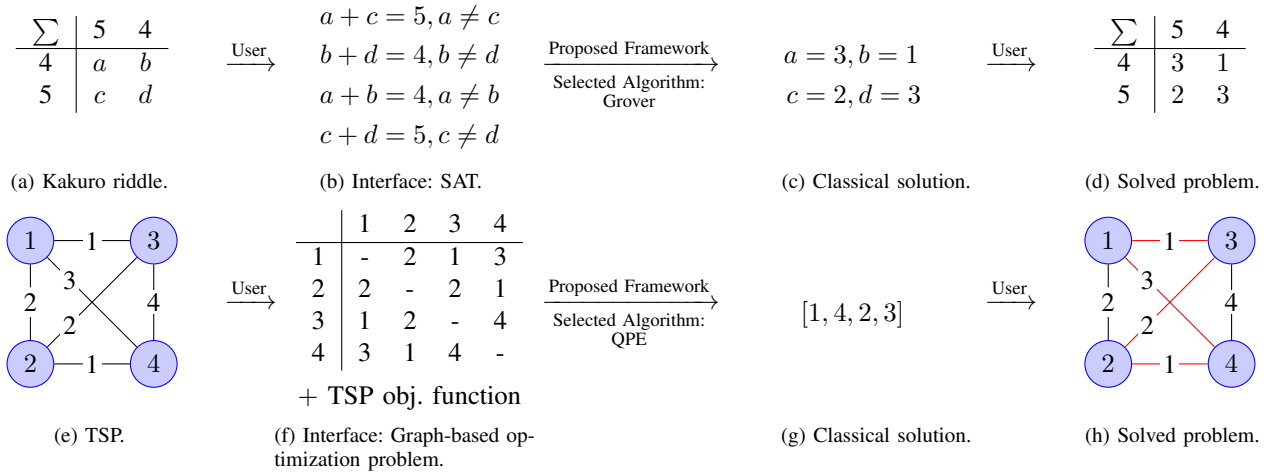 ∑ 5 4
4 a b
5 c d
User
a + c = 5, a ≠ c
b + d = 4, b ≠ d
a + b = 4, a ≠ b
c + d = 5, c ≠ d
Proposed Framework
Selected Algorithm:
Grover
a = 3, b = 1
c = 2, d = 3
User
∑ 5 4
4 3 1
5 2 3
(a) Kakuro riddle.
(b) Interface: SAT.
(c) Classical solution.
(d) Solved problem.
1 1 3
2 3 2 4
2 1 4
User
1 2 3 4
1 - 2 1 3
2 2 - 2 1
3 1 2 - 4
4 3 1 4 -
+ TSP obj. function
Proposed Framework
Selected Algorithm:
QPE
[1, 4, 2, 3]
User
1 1 3
2 3 2 4
2 1 4
(e) TSP.
(f) Interface: Graph-based op-
timization problem.
(g) Classical solution.
(h) Solved problem.